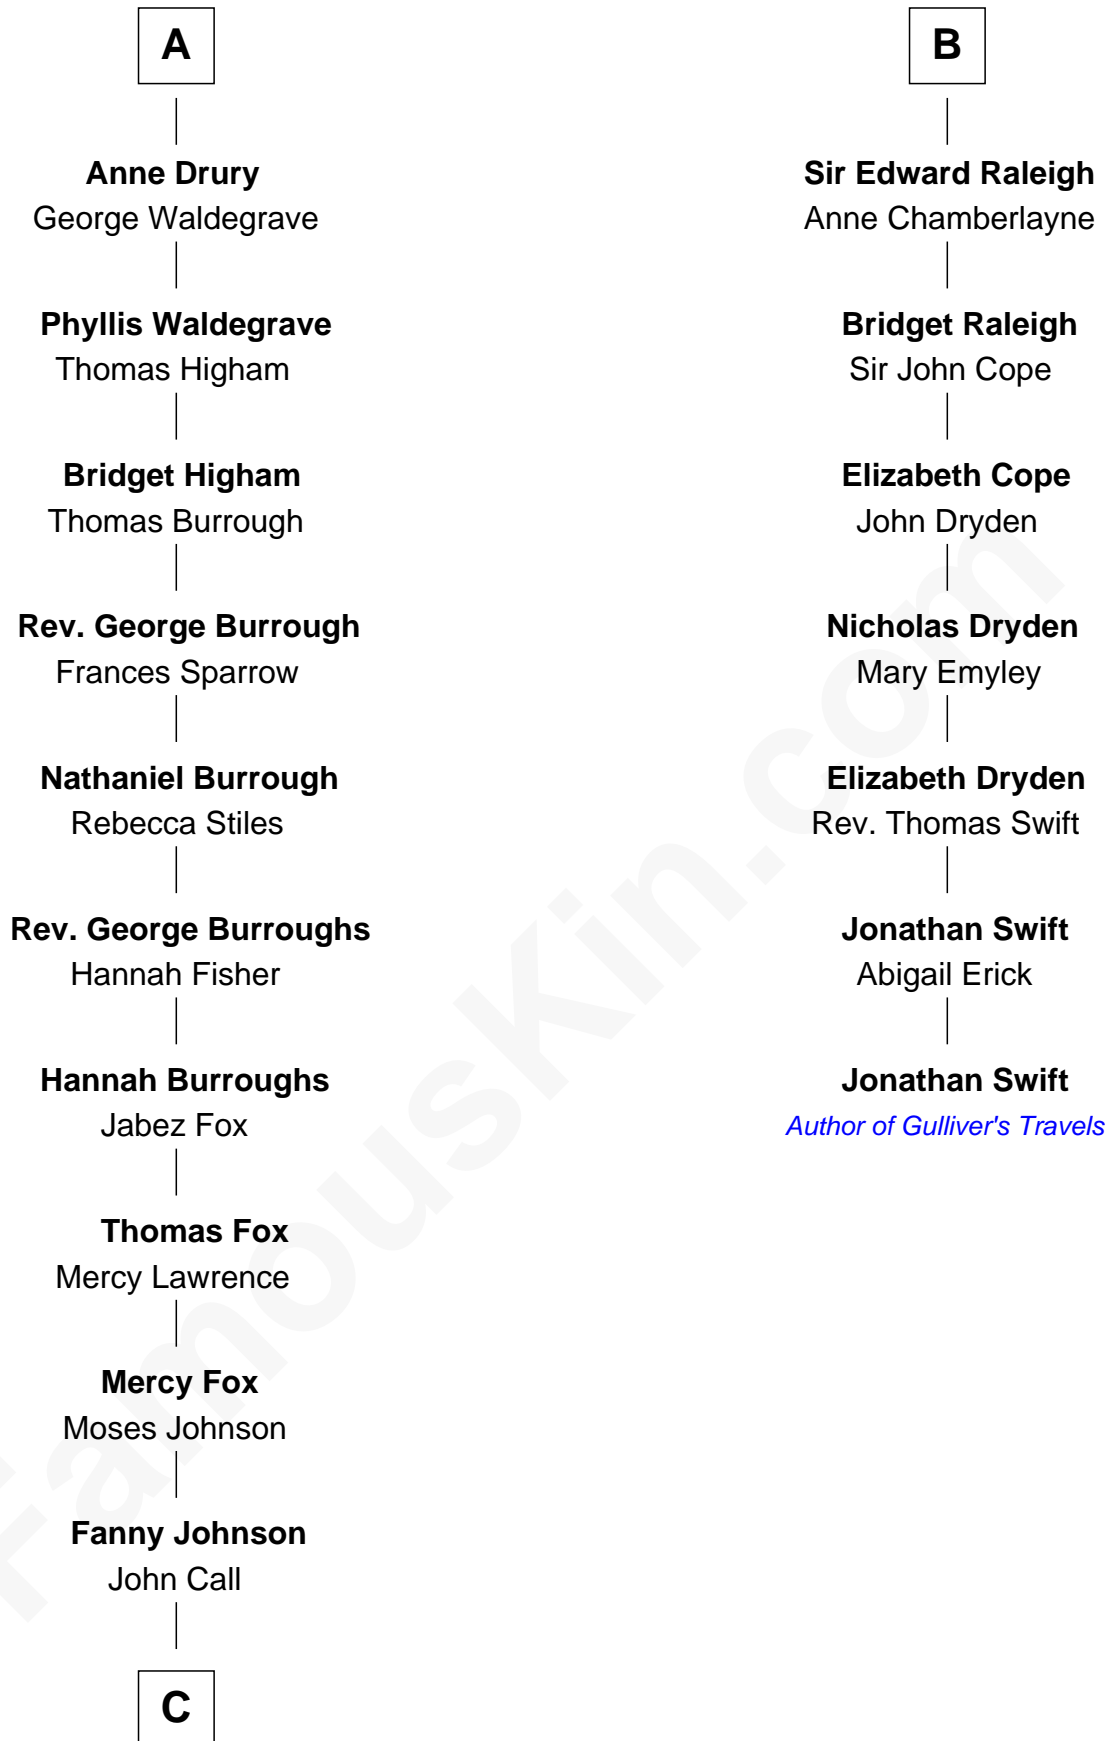 A
Anne Drury
George Waldegrave
Phyllis Waldegrave
Thomas Higham
Bridget Higham
Thomas Burrough
Rev. George Burrough
Frances Sparrow
Nathaniel Burrough
Rebecca Stiles
Rev. George Burroughs
Hannah Fisher
Hannah Burroughs
Jabez Fox
Thomas Fox
Mercy Lawrence
Mercy Fox
Moses Johnson
Fanny Johnson
John Call
C
B
Sir Edward Raleigh
Anne Chamberlayne
Bridget Raleigh
Sir John Cope
Elizabeth Cope
John Dryden
Nicholas Dryden
Mary Emyley
Elizabeth Dryden
Rev. Thomas Swift
Jonathan Swift
Abigail Erick
Jonathan Swift
Author of Gulliver's Travels
FamousKin.com